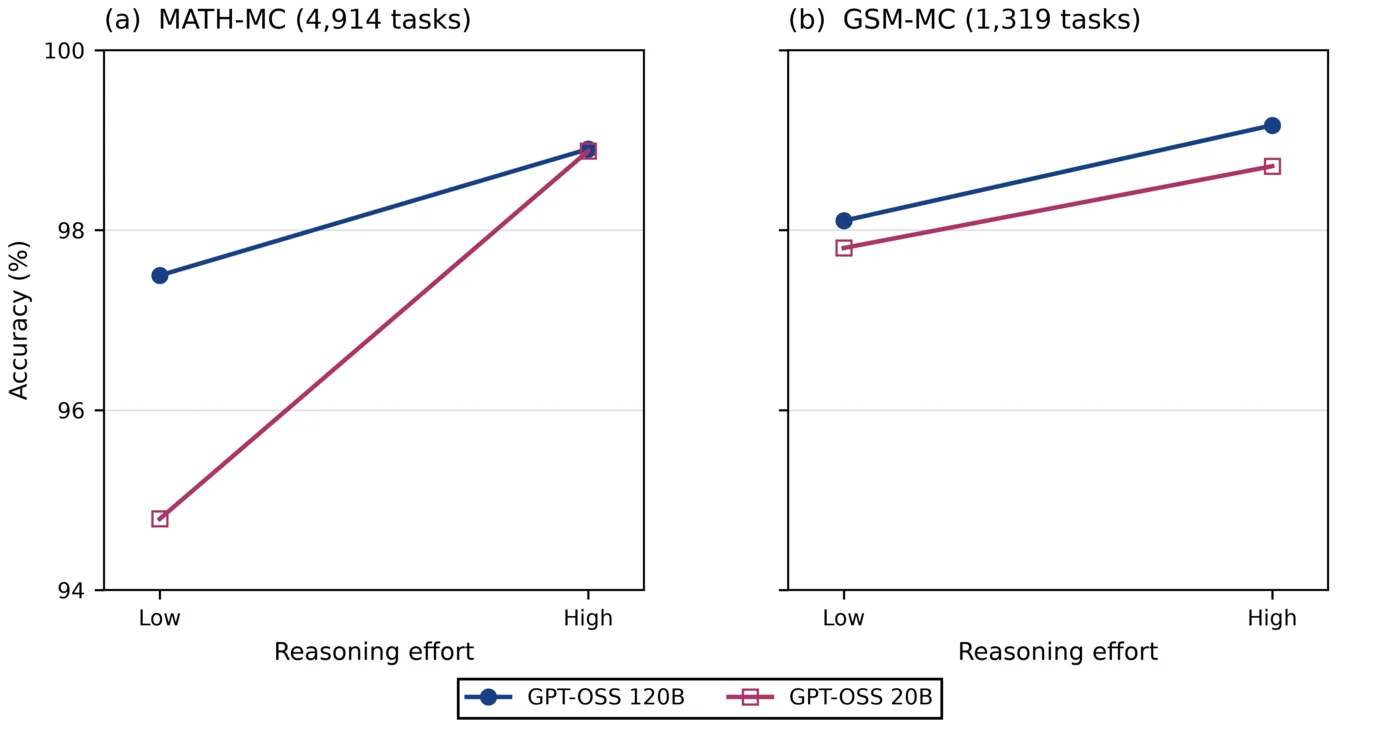 (a) MATH-MC (4,914 tasks)
(b) GSM-MC (1,319 tasks)
Accuracy (%)
100
98
96
94
Low
High
Low
High
Reasoning effort
Reasoning effort
GPT-OSS 120B
GPT-OSS 20B